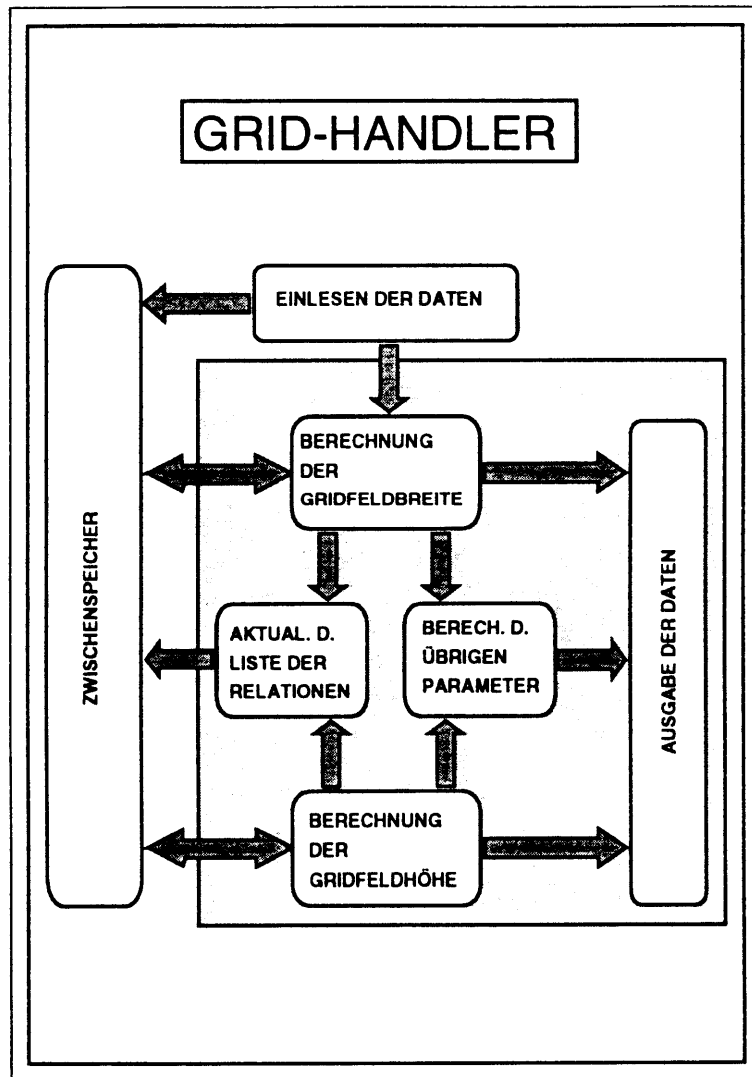 GRID-HANDLER
EINLESEN DER DATEN
ZWISCHENSPEICHER
BERECHNUNG
DER
GRIDFELDBREITE
AKTUAL. D.
LISTE DER
RELATIONEN
BERECH. D.
ÜBRIGEN
PARAMETER
BERECHNUNG
DER
GRIDFELDHÖHE
AUSGABE DER DATEN